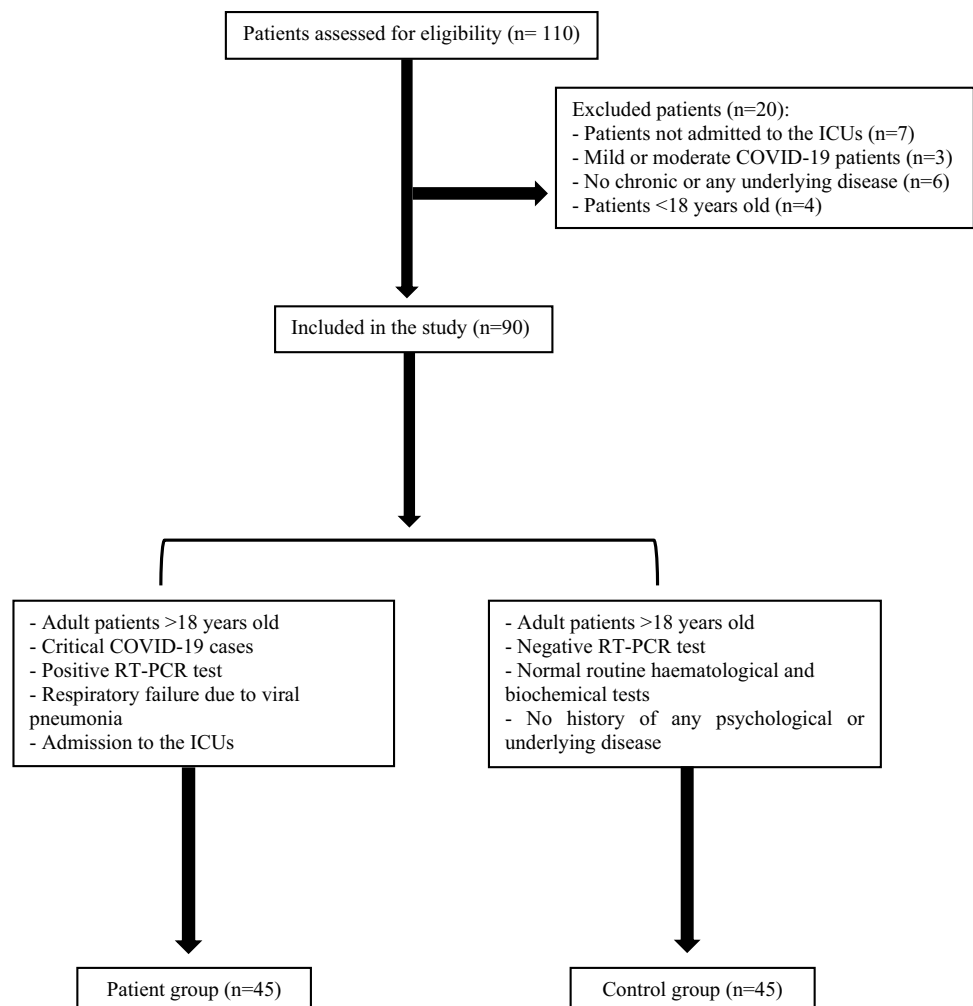 Patients assessed for eligibility (n= 110)
Excluded patients (n=20):
- Patients not admitted to the ICUs (n=7)
- Mild or moderate COVID-19 patients (n=3)
- No chronic or any underlying disease (n=6)
- Patients <18 years old (n=4)
Included in the study (n=90)
- Adult patients >18 years old
- Critical COVID-19 cases
- Positive RT-PCR test
- Respiratory failure due to viral
pneumonia
- Admission to the ICUs
- Adult patients >18 years old
- Negative RT-PCR test
- Normal routine haematological and
biochemical tests
- No history of any psychological or
underlying disease
Patient group (n=45)
Control group (n=45)